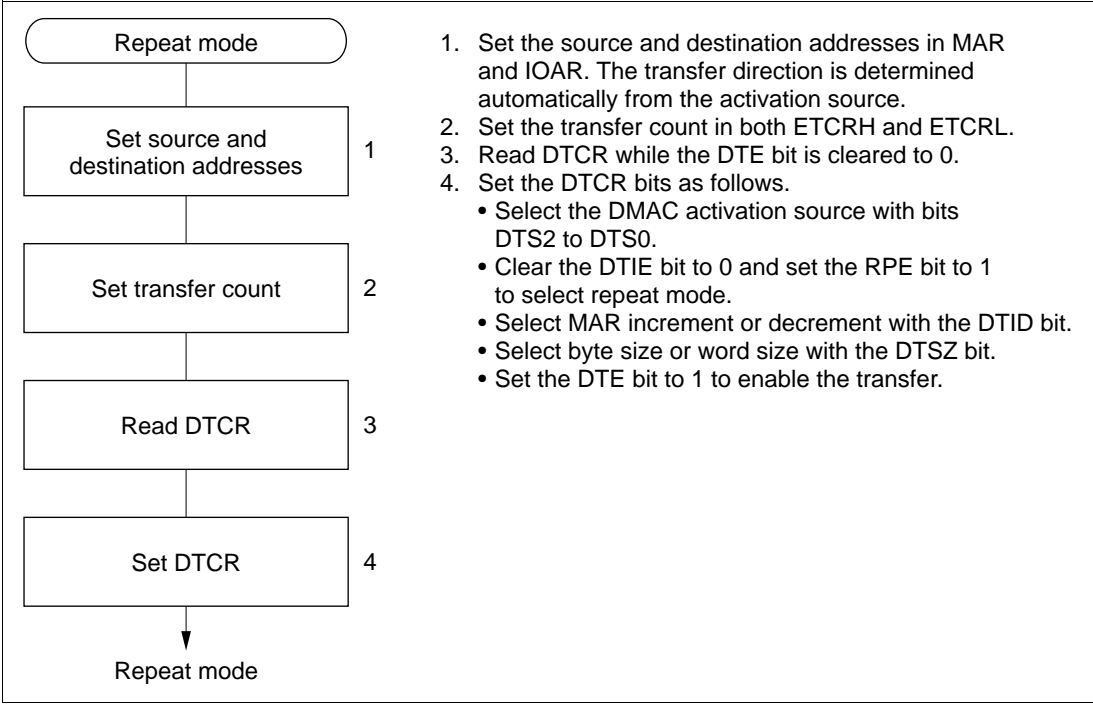 Repeat mode
Set source and
destination addresses
1
Set transfer count
2
Read DTCR
3
Set DTCR
4
Repeat mode
1. Set the source and destination addresses in MAR
and IOAR. The transfer direction is determined
automatically from the activation source.
2. Set the transfer count in both ETCRH and ETCRL.
3. Read DTCR while the DTE bit is cleared to 0.
4. Set the DTCR bits as follows.
• Select the DMAC activation source with bits
DTS2 to DTS0.
• Clear the DTIE bit to 0 and set the RPE bit to 1
to select repeat mode.
• Select MAR increment or decrement with the DTID bit.
• Select byte size or word size with the DTSZ bit.
• Set the DTE bit to 1 to enable the transfer.